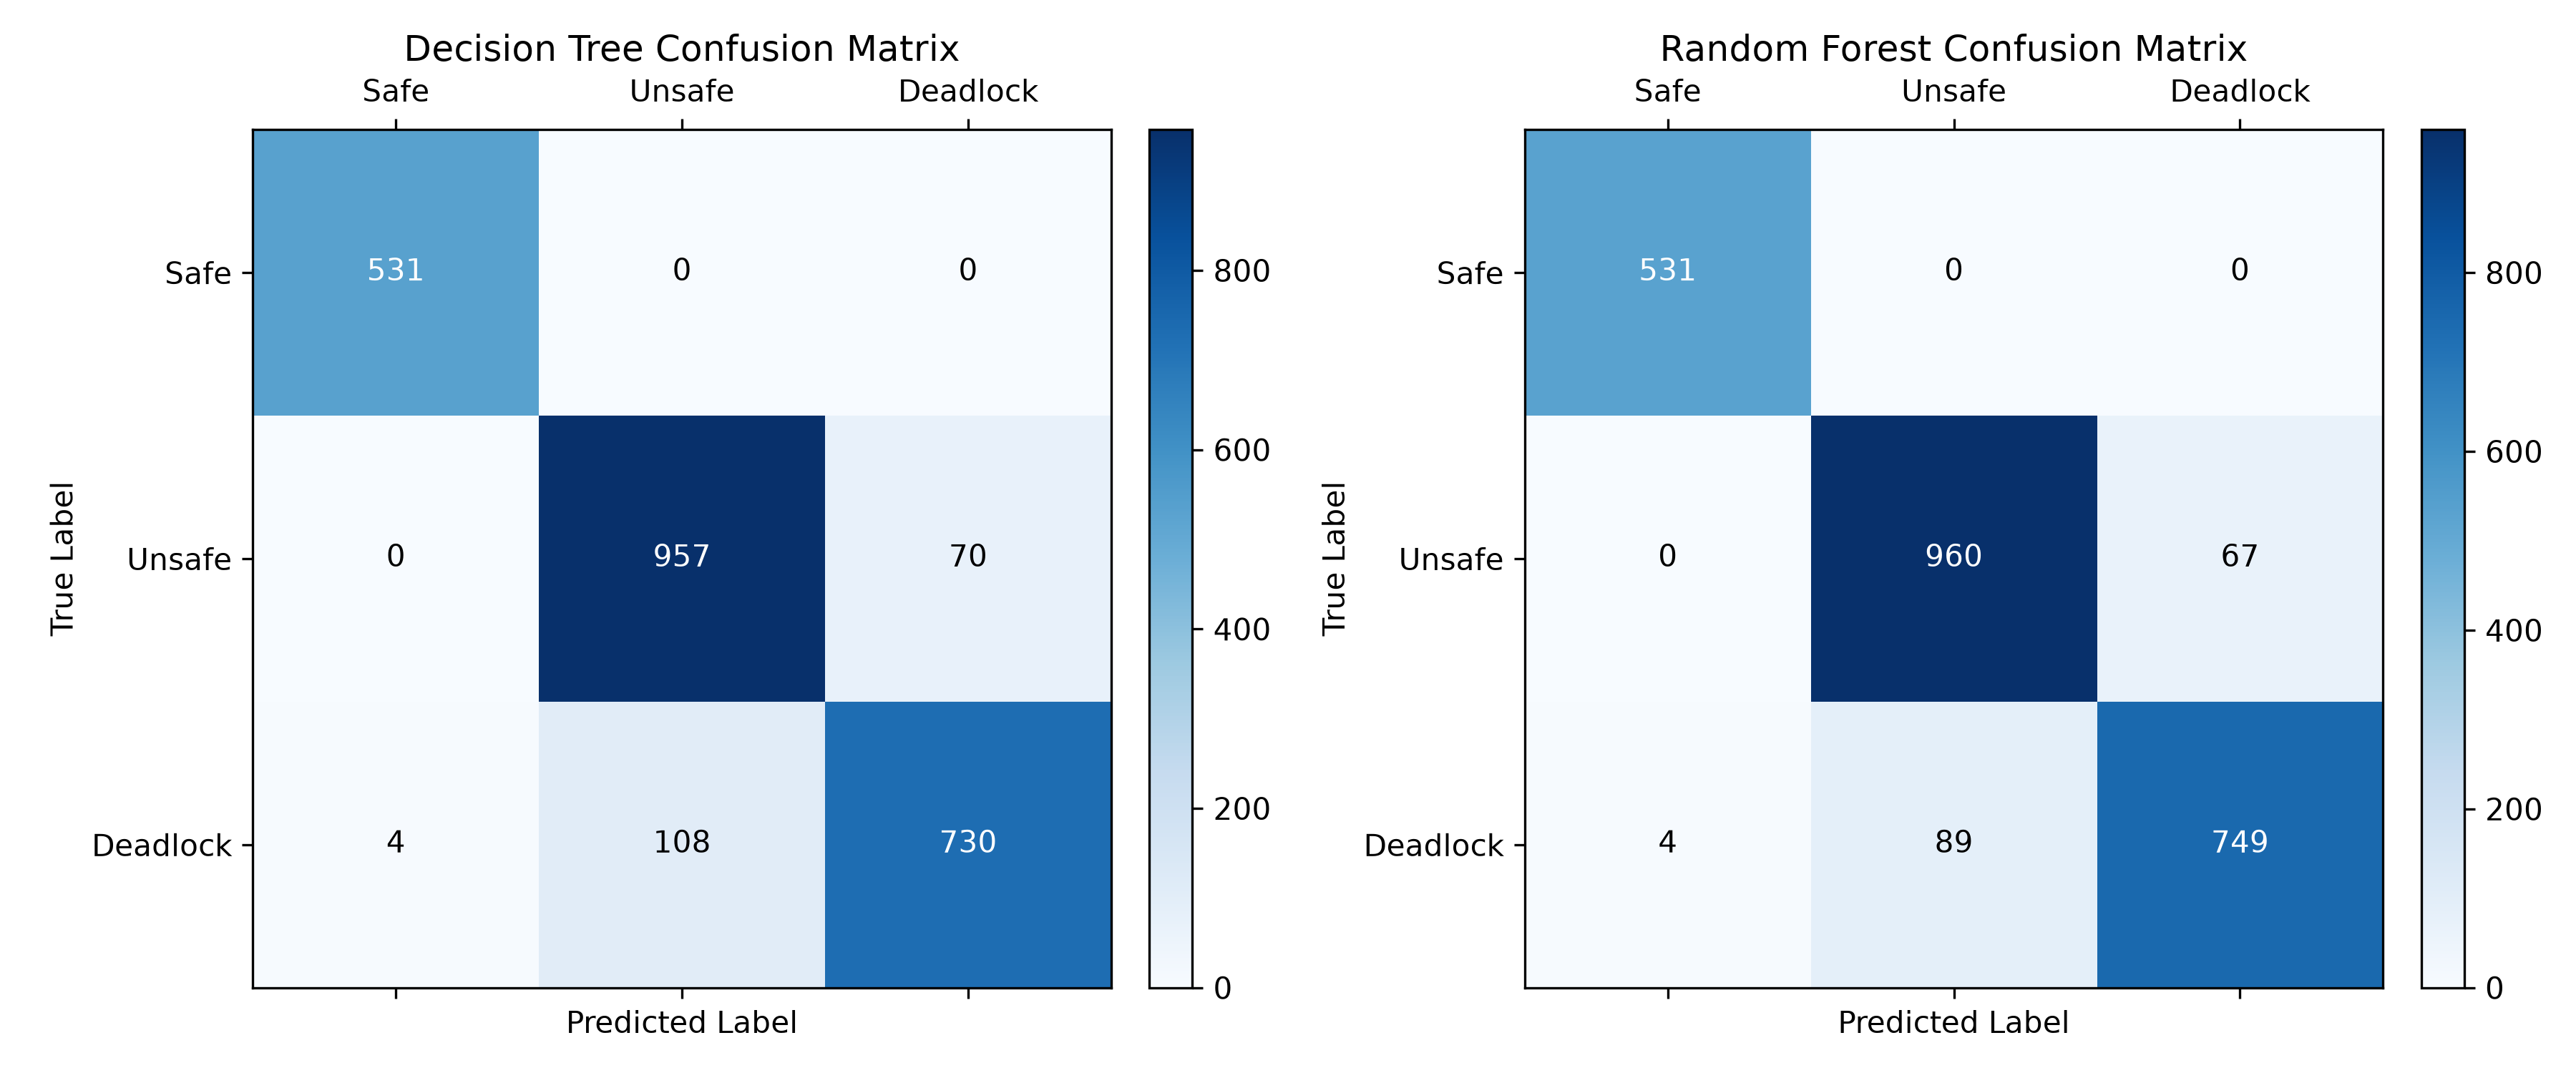 Decision Tree Confusion Matrix
Safe Unsafe Deadlock
Safe 531 0 0
Unsafe 0 957 70
Deadlock 4 108 730
True Label
Predicted Label
800
600
400
200
0
Random Forest Confusion Matrix
Safe Unsafe Deadlock
Safe 531 0 0
Unsafe 0 960 67
Deadlock 4 89 749
True Label
Predicted Label
800
600
400
200
0